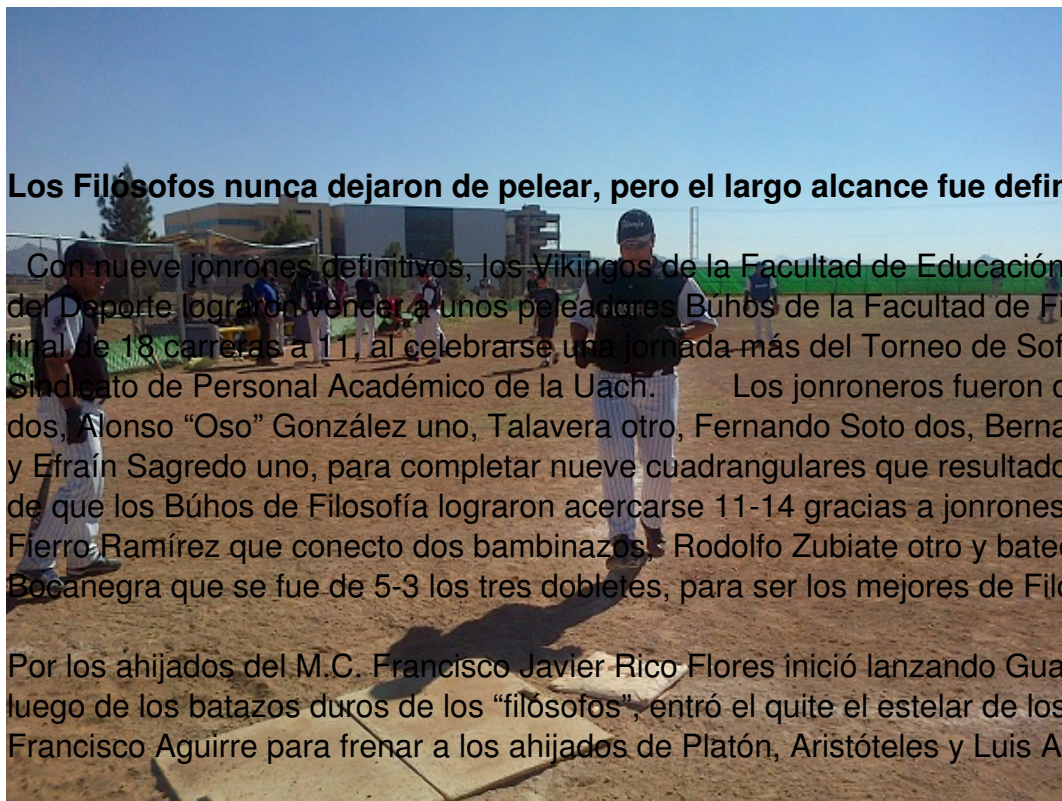 Los Filósofos nunca dejaron de pelear, pero el largo alcance fue defin
Con nueve jonrones definitivos, los Vikingos de la Facultad de Educación
del Deporte lograron vencer a unos peleadores Búhos de la Facultad de Fi
final de 18 carreras a 11, al celebrarse una jornada más del Torneo de Sof
Sindicato de Personal Académico de la Uach. Los jonroneros fueron
dos, Alonso “Oso” González uno, Talavera otro, Fernando Soto dos, Berna
y Efraín Sagredo uno, para completar nueve cuadrangulares que resultado
de que los Búhos de Filosofía lograron acercarse 11-14 gracias a jonrones
Fierro Ramírez que conecto dos bambinazos, Rodolfo Zubiate otro y batec
Bocanegra que se fue de 5-3 los tres dobletes, para ser los mejores de Filo
Por los ahijados del M.C. Francisco Javier Rico Flores inició lanzando Gua
luego de los batazos duros de los “filósofos”, entró el quite el estelar de los
Francisco Aguirre para frenar a los ahijados de Platón, Aristóteles y Luis A